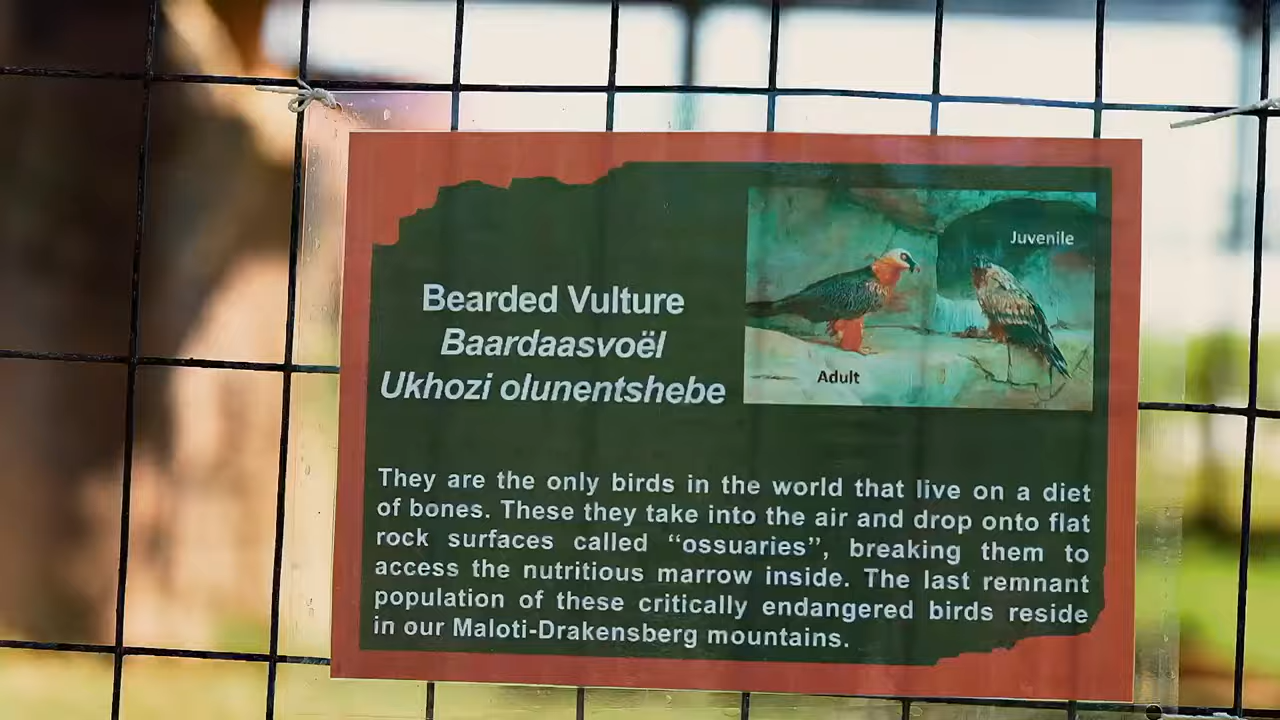 Juvenile
Bearded Vulture
Baardaasvoël
Ukhozi olunentshebe
Adult
They are the only birds in the world that live on a diet
of bones. These they take into the air and drop onto flat
rock surfaces called “ossuaries”, breaking them to
access the nutritious marrow inside. The last remnant
population of these critically endangered birds reside
in our Maloti-Drakensberg mountains.